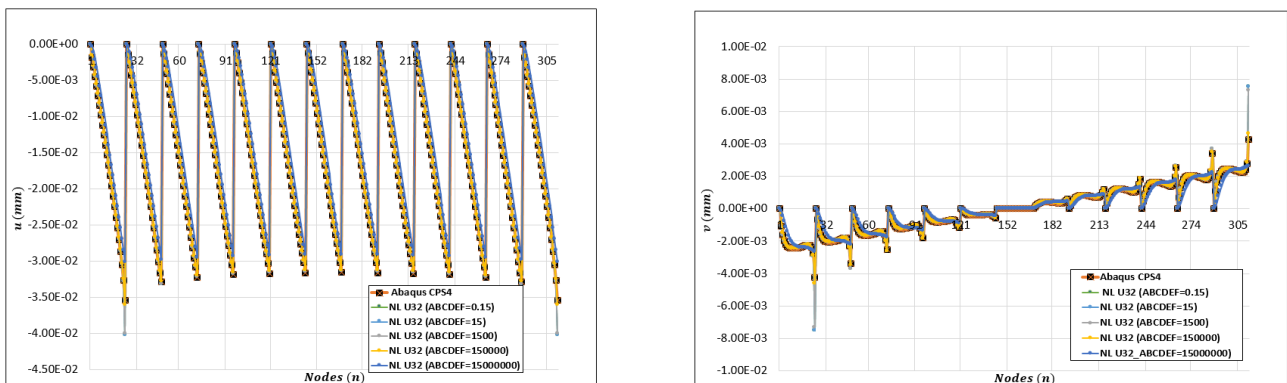 0.00E+00
-5.00E-03
-1.00E-02
-1.50E-02
-2.00E-02
-2.50E-02
-3.00E-02
-3.50E-02
-4.00E-02
-4.50E-02
u (mm)
32 60 91 121 152 182 213 244 274 305
Nodes (n)
Abaqus CPS4
NL U32 (ABCDEF=0.15)
NL U32 (ABCDEF=15)
NL U32 (ABCDEF=1500)
NL U32 (ABCDEF=150000)
NL U32 (ABCDEF=15000000)
1.00E-02
8.00E-03
6.00E-03
4.00E-03
2.00E-03
0.00E+00
-2.00E-03
-4.00E-03
-6.00E-03
-8.00E-03
-1.00E-02
v (mm)
1 32 60 91 121 152 182 213 244 274 305
Nodes (n)
Abaqus CPS4
NL U32 (ABCDEF=0.15)
NL U32 (ABCDEF=15)
NL U32 (ABCDEF=1500)
NL U32 (ABCDEF=150000)
NL U32_ABCDEF=15000000)